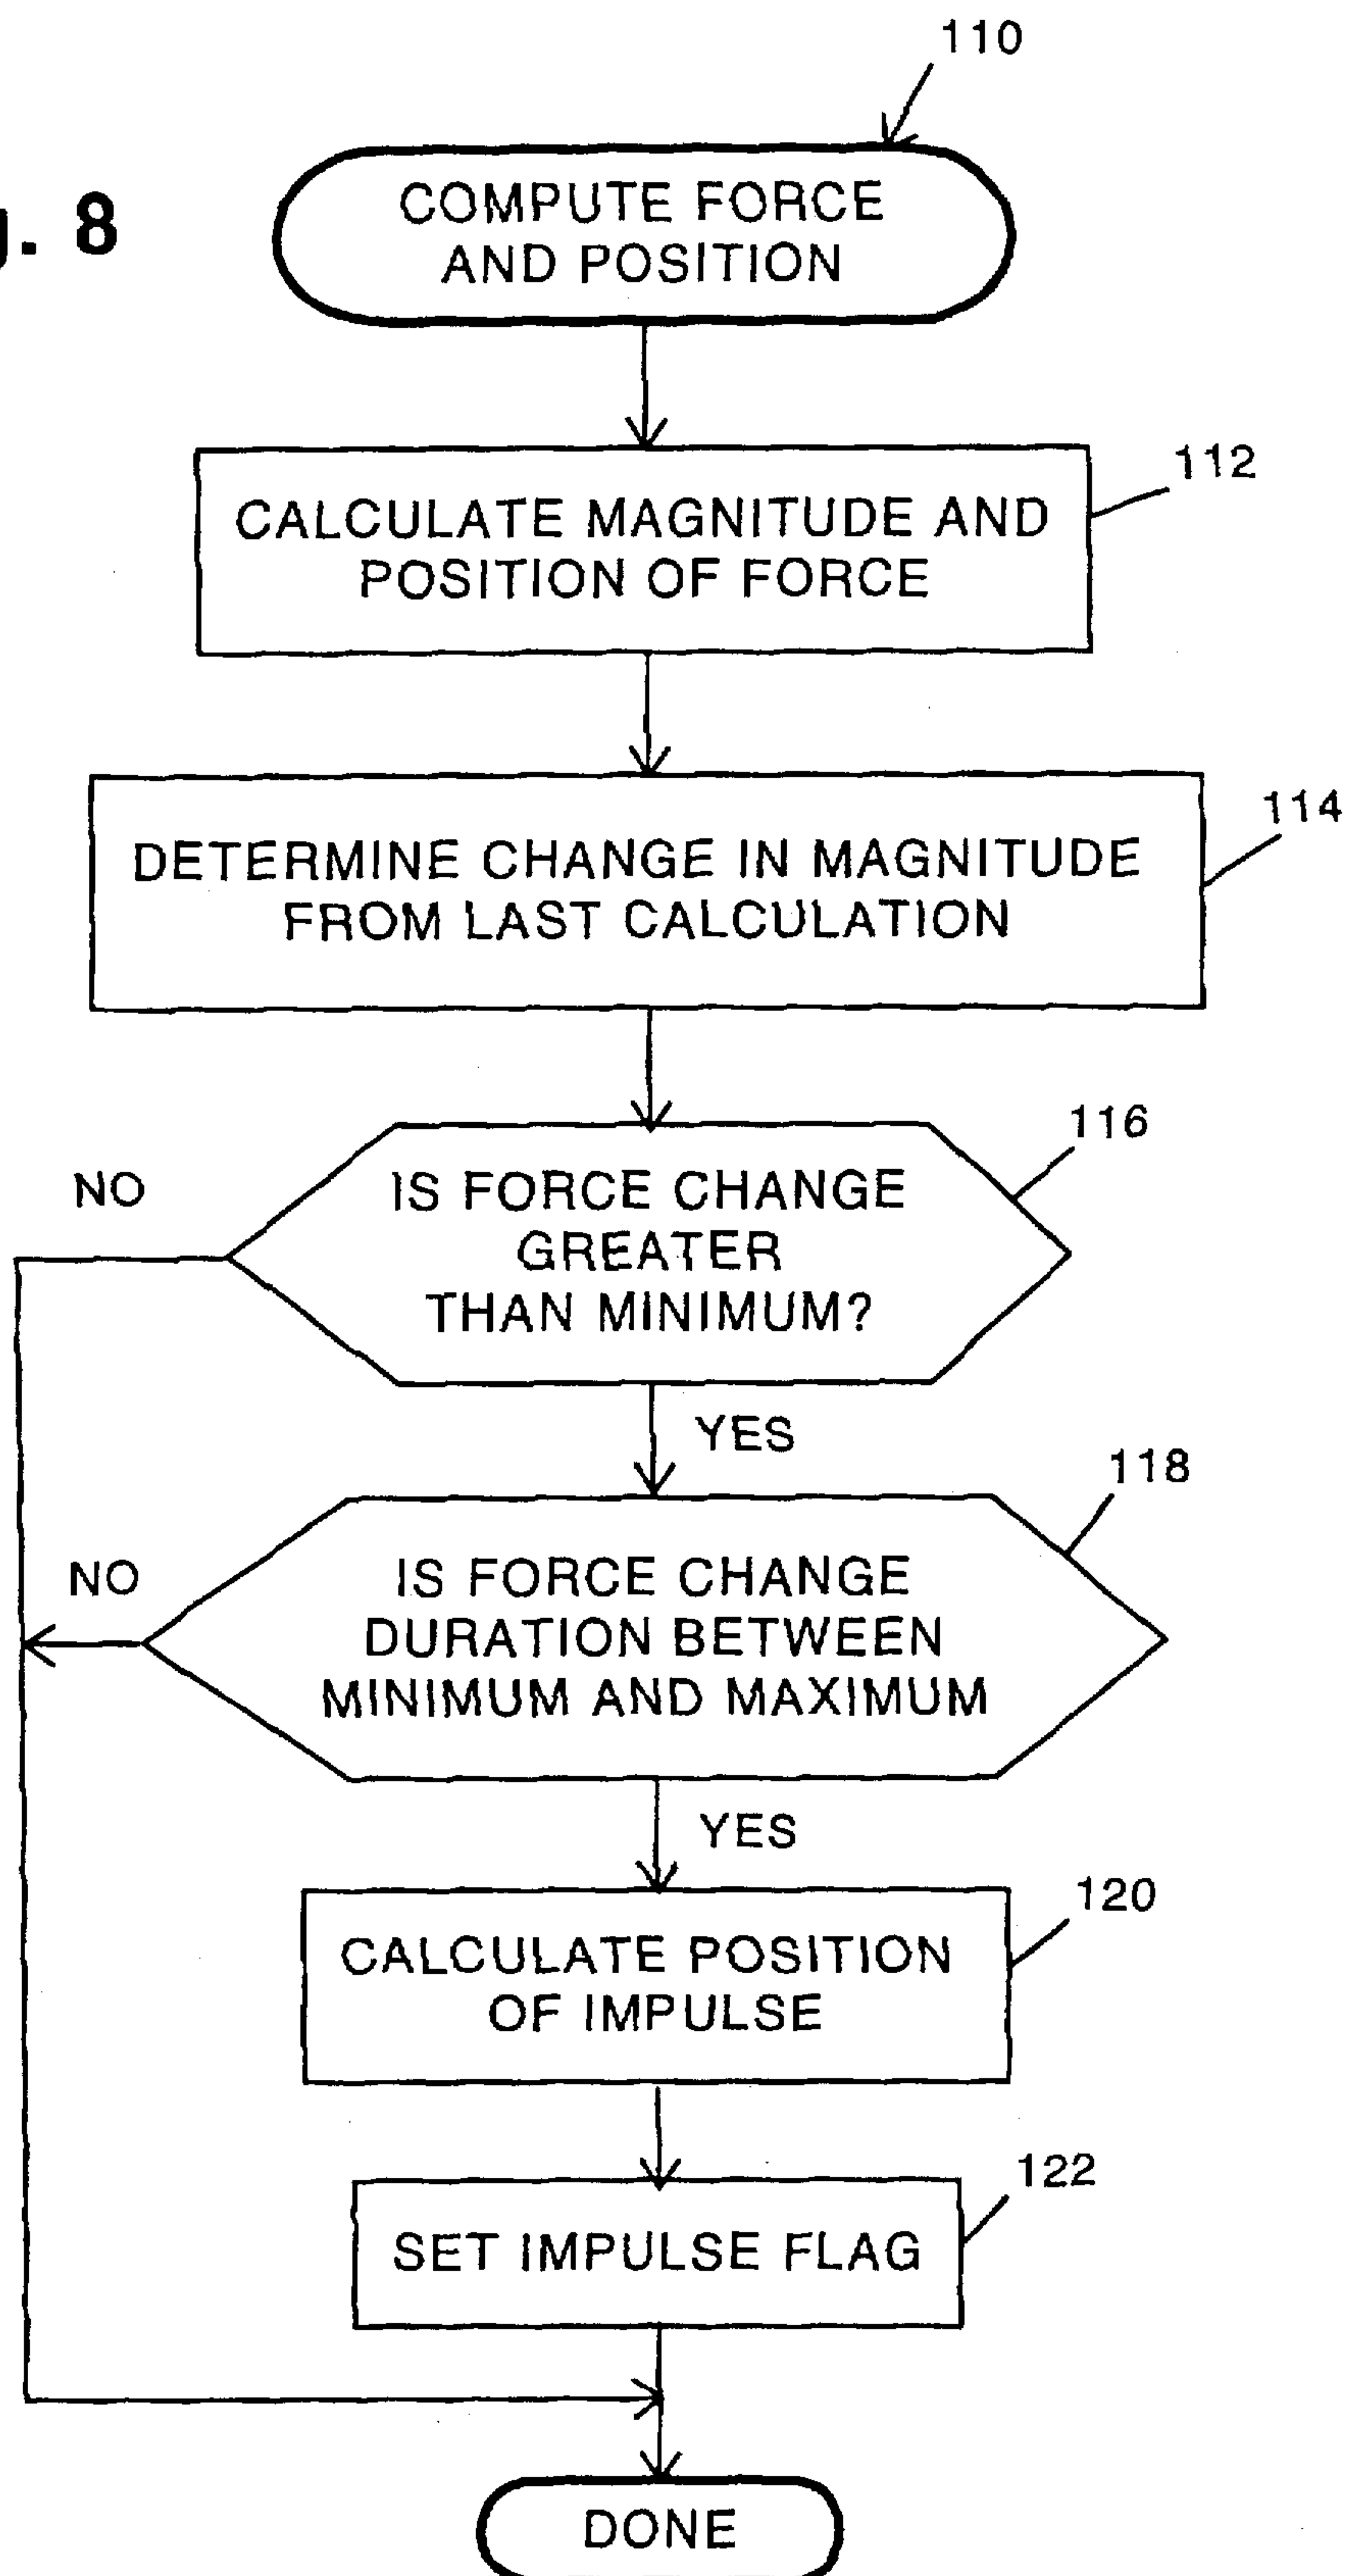 110
g. 8
COMPUTE FORCE
AND POSITION
112
CALCULATE MAGNITUDE AND
POSITION OF FORCE
114
DETERMINE CHANGE IN MAGNITUDE
FROM LAST CALCULATION
116
NO
IS FORCE CHANGE
GREATER
THAN MINIMUM?
YES
118
NO
IS FORCE CHANGE
DURATION BETWEEN
MINIMUM AND MAXIMUM
YES
120
CALCULATE POSITION
OF IMPULSE
122
SET IMPULSE FLAG
DONE